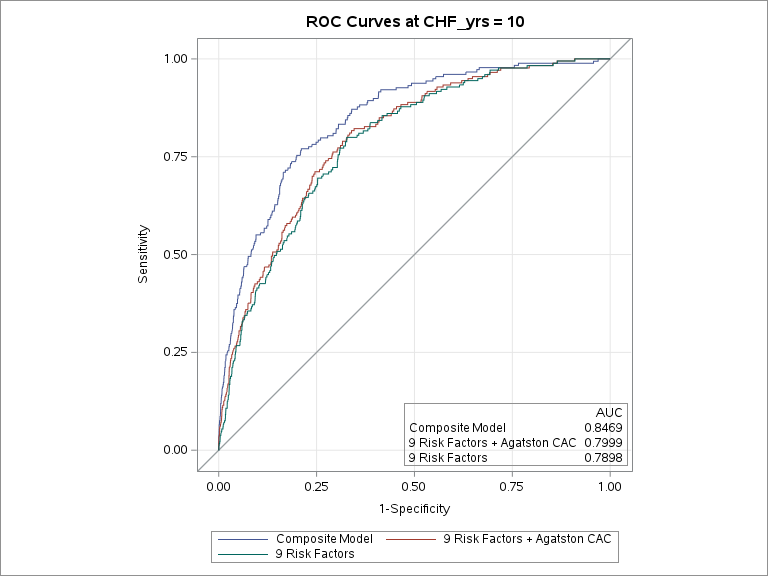 ROC Curves at CHF_yrs = 10
1.00
0.75
0.50
0.25
0.00
Sensitivity
AUC
Composite Model 0.8469
9 Risk Factors + Agatston CAC 0.7999
9 Risk Factors 0.7898
0.00 0.25 0.50 0.75 1.00
1-Specificity
Composite Model 9 Risk Factors + Agatston CAC
9 Risk Factors